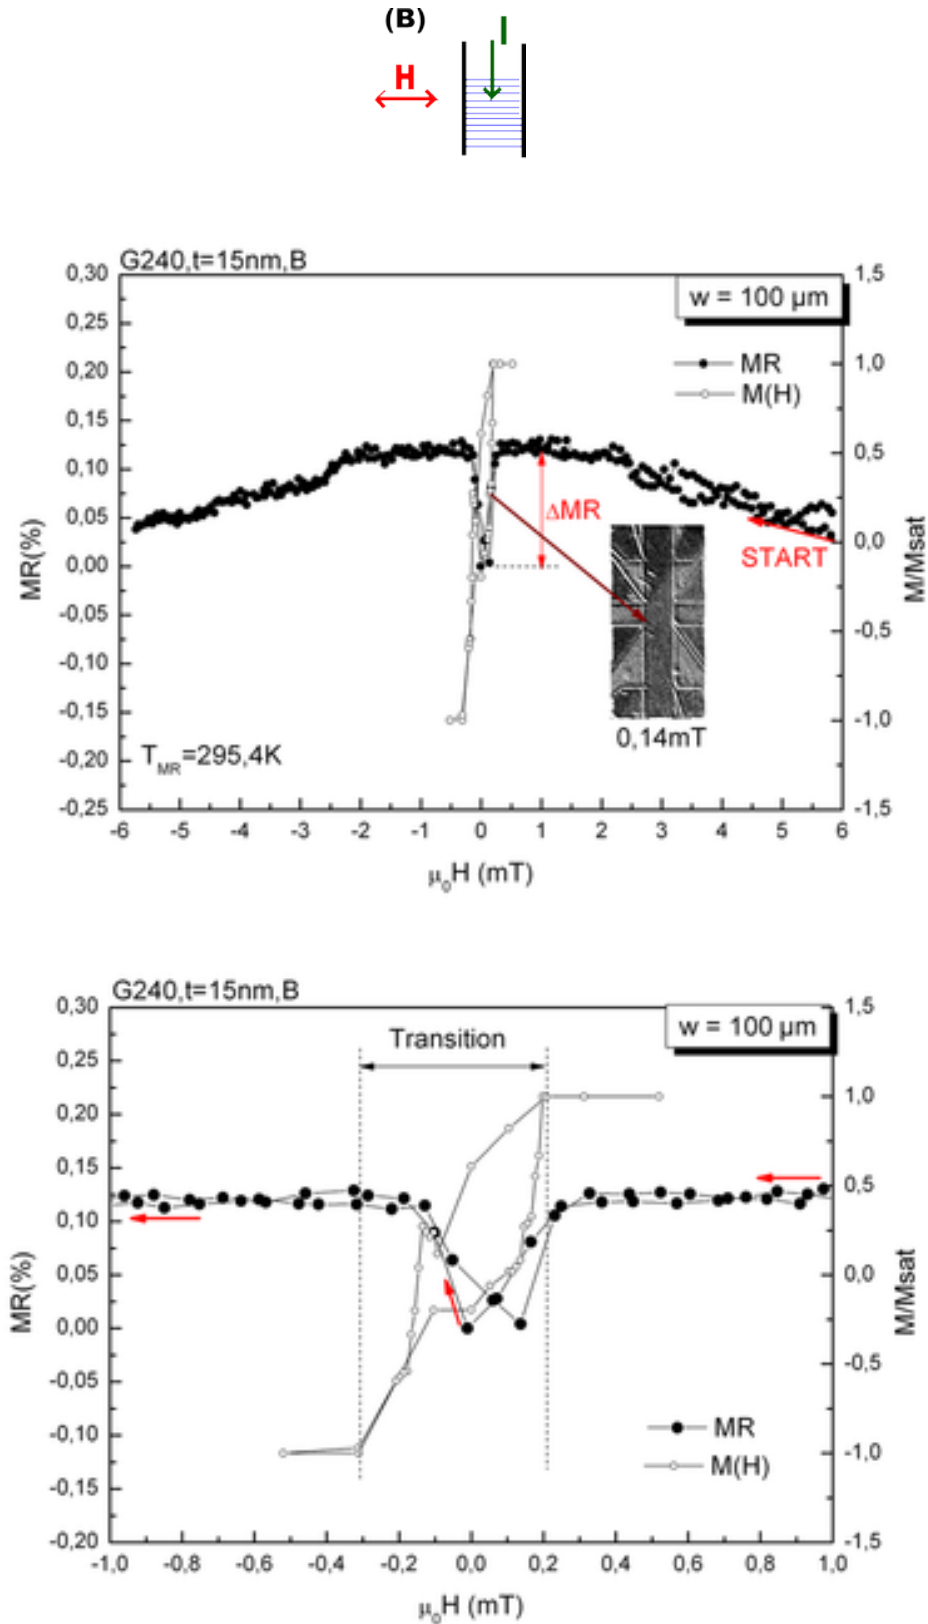 (B)
I
H
G240,t=15nm,B
0,30
0,25
0,20
0,15
0,10
0,05
0,00
-0,05
-0,10
-0,15
-0,20
-0,25
MR(%)
1,5
1,0
0,5
0,0
-0,5
-1,0
-1,5
M/Msat
w = 100 µm
MR
M(H)
ΔMR
START
0,14mT
TMR=295,4K
-6 -5 -4 -3 -2 -1 0 1 2 3 4 5 6
µ0H (mT)
G240,t=15nm,B
0,30
0,25
0,20
0,15
0,10
0,05
0,00
-0,05
-0,10
-0,15
-0,20
MR(%)
1,5
1,0
0,5
0,0
-0,5
-1,0
-1,5
M/Msat
w = 100 µm
Transition
MR
M(H)
-1,0 -0,8 -0,6 -0,4 -0,2 0,0 0,2 0,4 0,6 0,8 1,0
µ0H (mT)